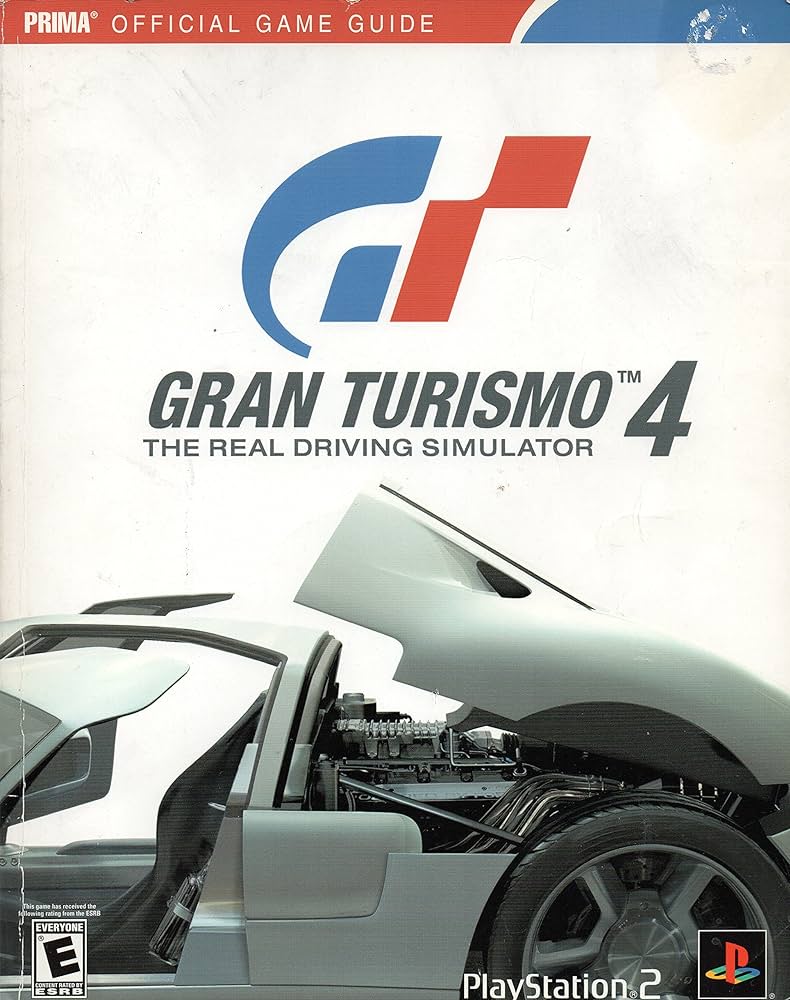 PRIMA® OFFICIAL GAME GUIDE
GRAN TURISMO™ 4
THE REAL DRIVING SIMULATOR
This game has received the
following rating from the ESRB
EVERYONE
E®
CONTENT RATED BY
ESRB
PlayStation®2